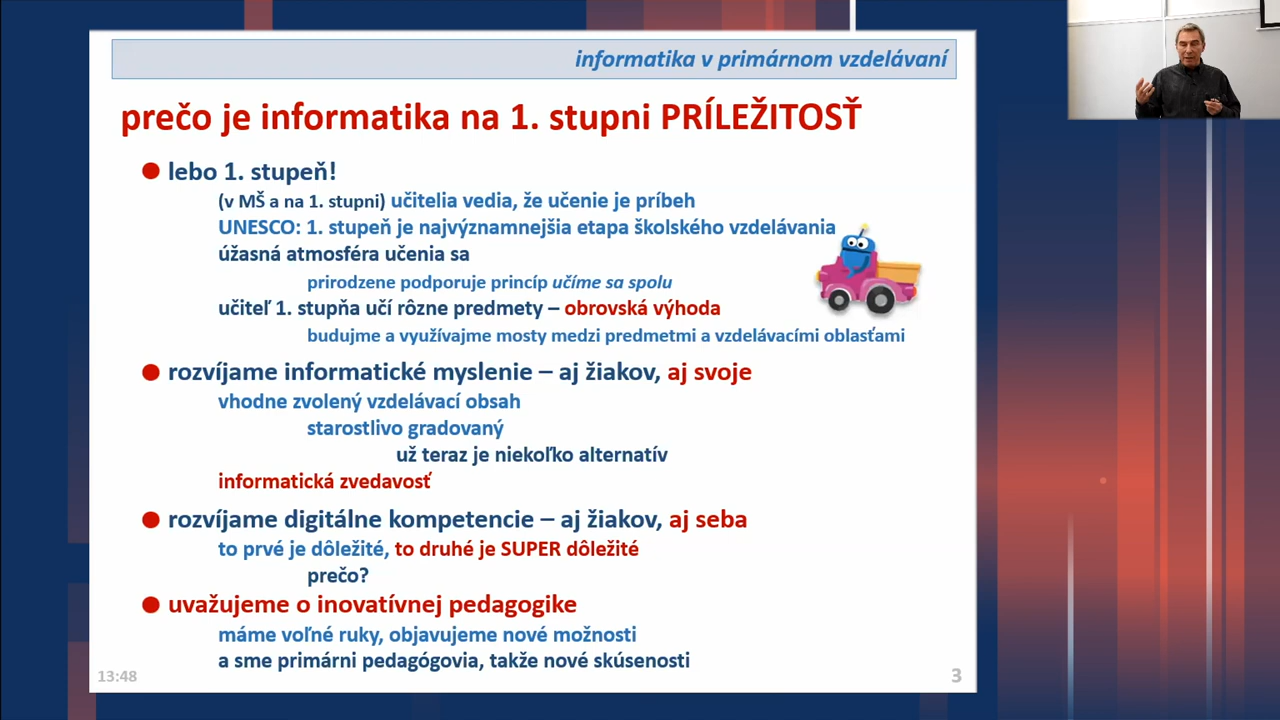 informatika v primárnom vzdelávaní
prečo je informatika na 1. stupni PRÍLEŽITOSŤ
lebo 1. stupeň!
(v MŠ a na 1. stupni) učitelia vedia, že učenie je príbeh
UNESCO: 1. stupeň je najvýznamnejšia etapa školského vzdelávania
úžasná atmosféra učenia sa
prirodzene podporuje princíp učíme sa spolu
učiteľ 1. stupňa učí rôzne predmety – obrovská výhoda
budujme a využívajme mosty medzi predmetmi a vzdelávacími oblasťami
rozvíjame informatické myslenie – aj žiakov, aj svoje
vhodne zvolený vzdelávací obsah
starostlivo gradovaný
už teraz je niekoľko alternatív
informatická zvedavosť
rozvíjame digitálne kompetencie – aj žiakov, aj seba
to prvé je dôležité, to druhé je SUPER dôležité
prečo?
uvažujeme o inovatívnej pedagogike
máme voľné ruky, objavujeme nové možnosti
a sme primárni pedagógovia, takže nové skúsenosti
13:48
3